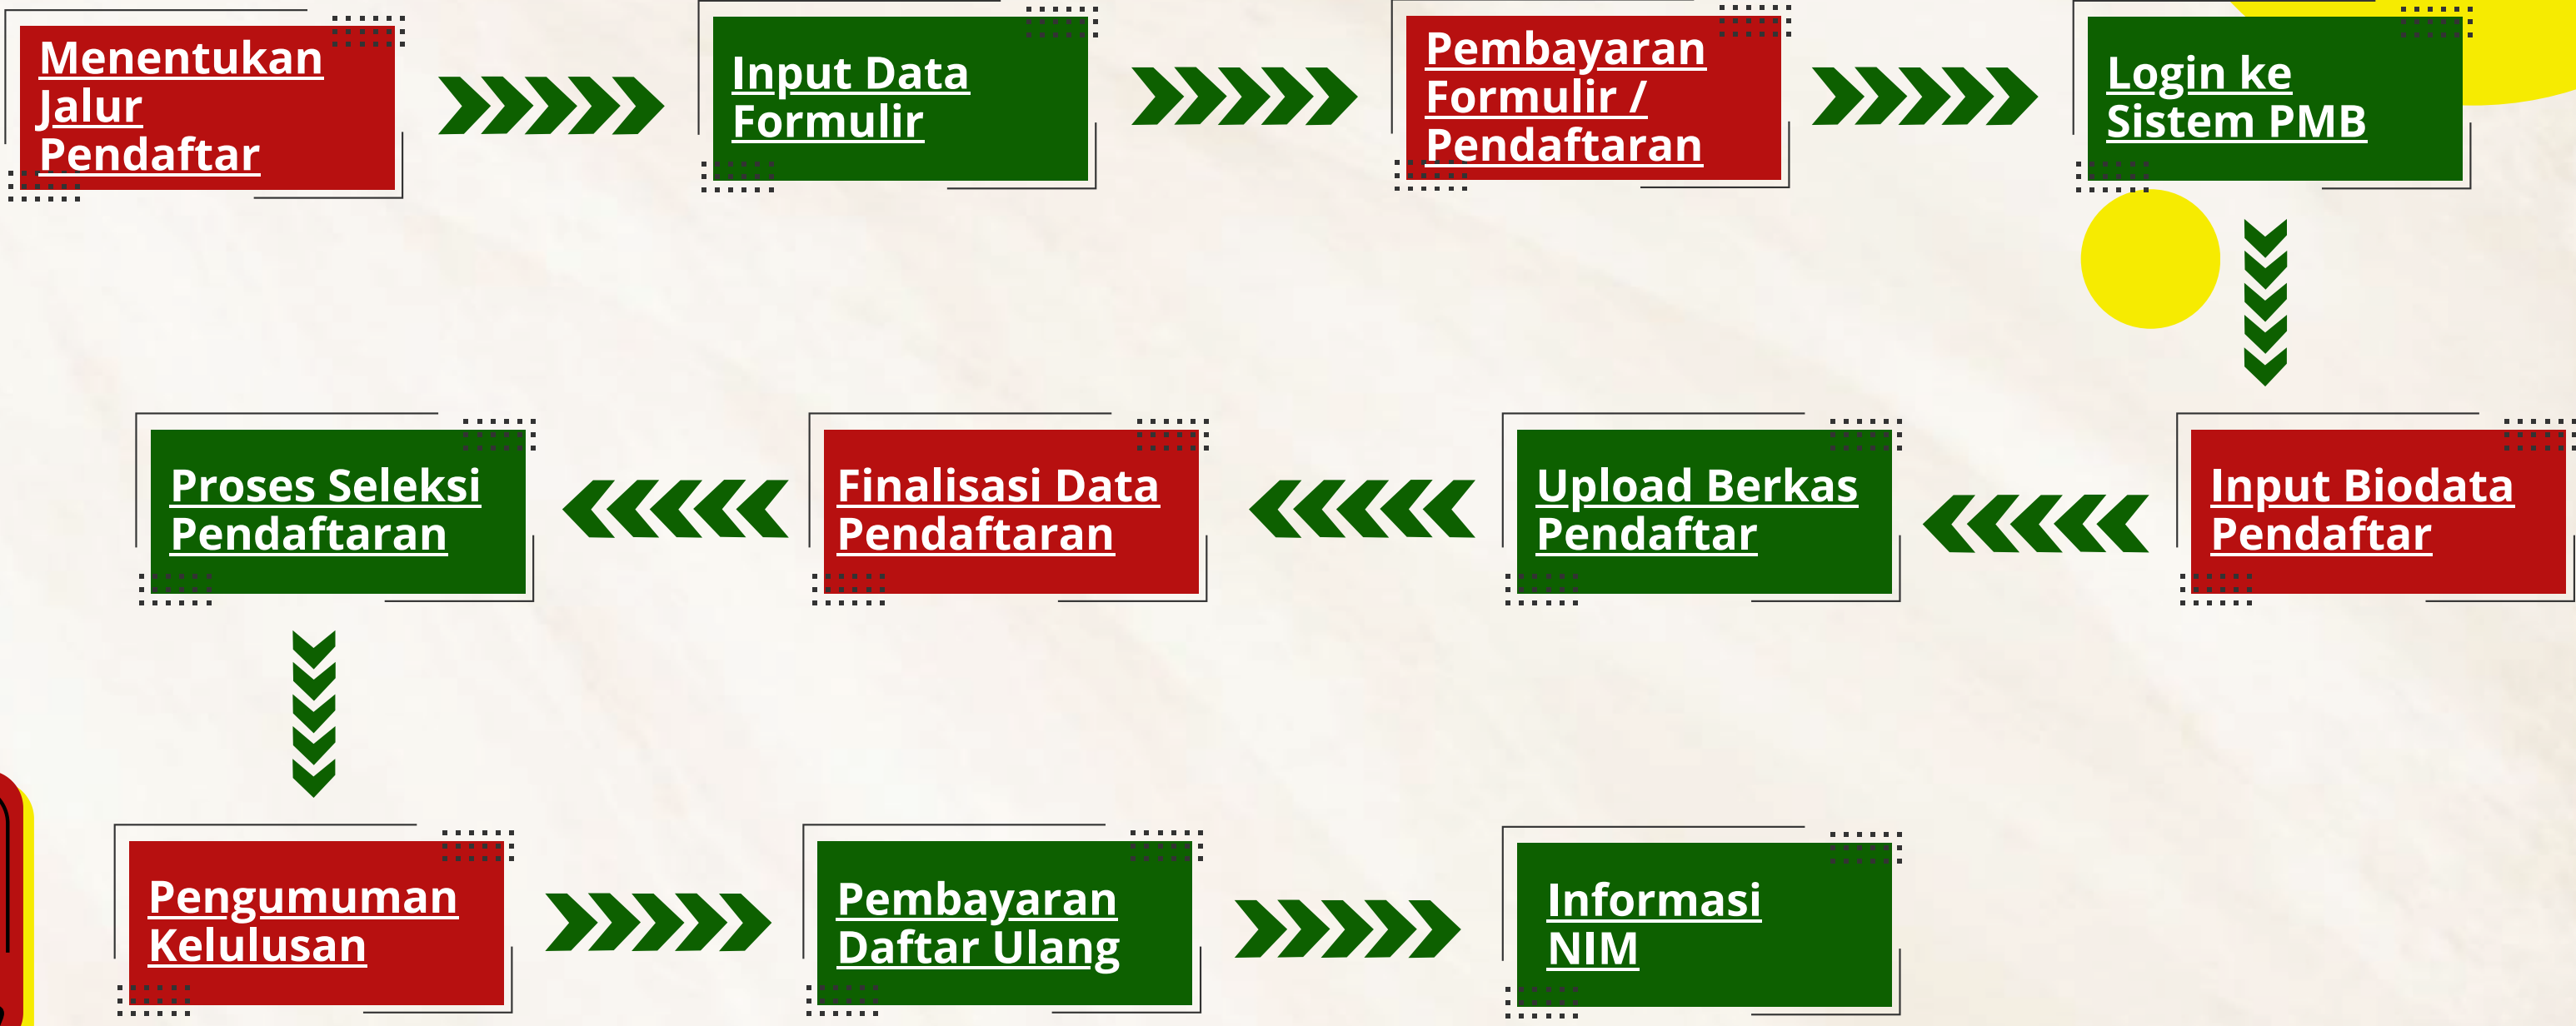 Menentukan
Jalur
Pendaftar
Input Data
Formulir
Pembayaran
Formulir /
Pendaftaran
Login ke
Sistem PMB
Input Biodata
Pendaftar
Upload Berkas
Pendaftar
Finalisasi Data
Pendaftaran
Proses Seleksi
Pendaftaran
Pengumuman
Kelulusan
Pembayaran
Daftar Ulang
Informasi
NIM